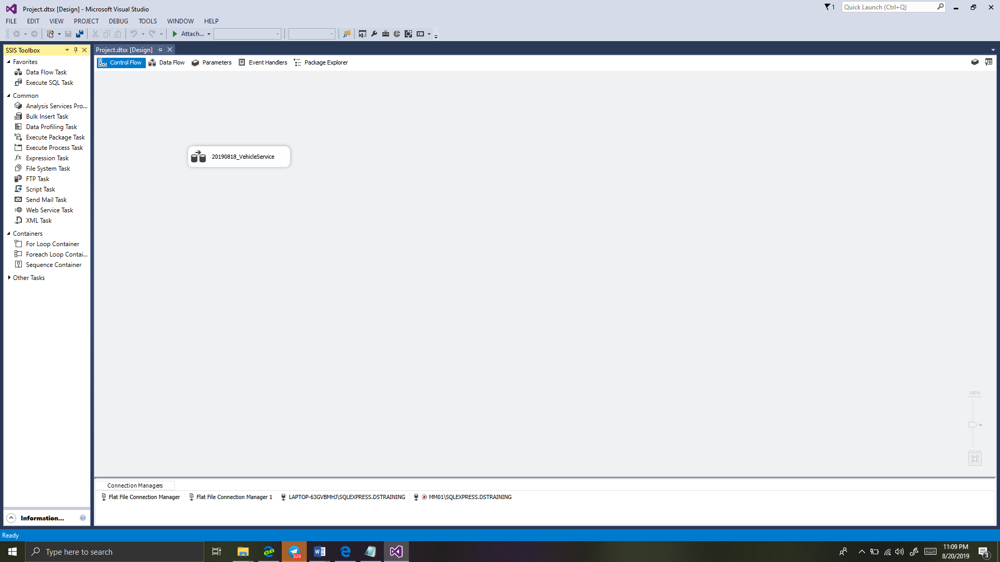 Project.dtsx [Design] - Microsoft Visual Studio
1
Quick Launch (Ctrl+Q)
FILE EDIT VIEW PROJECT DEBUG TOOLS WINDOW HELP
Attach...
SSIS Toolbox
Project.dtsx [Design]
Favorites
Data Flow Task
Execute SQL Task
Common
Analysis Services Pro...
Bulk Insert Task
Data Profiling Task
Execute Package Task
Execute Process Task
fx Expression Task
File System Task
FTP Task
Script Task
Send Mail Task
Web Service Task
XML Task
Containers
For Loop Container
Foreach Loop Contai...
Sequence Container
Other Tasks
Control Flow Data Flow Parameters Event Handlers Package Explorer
20190818_VehicleService
100%
Connection Managers
Flat File Connection Manager Flat File Connection Manager 1 LAPTOP-63GVBMHJ\SQLEXPRESS.DSTRAINING MM01\SQLEXPRESS.DSTRAINING
Information...
Ready
Type here to search
329
11:09 PM
8/20/2019
3